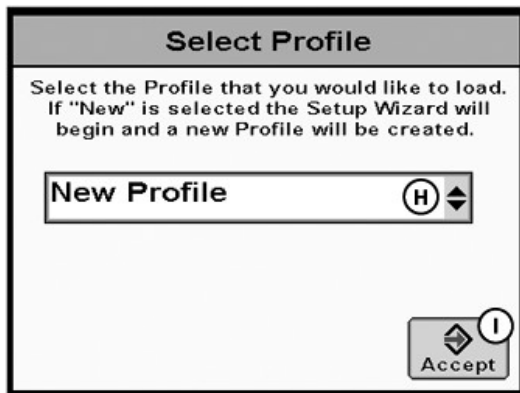 Select Profile
Select the Profile that you would like to load.
If "New" is selected the Setup Wizard will
begin and a new Profile will be created.
New Profile
H
I
Accept